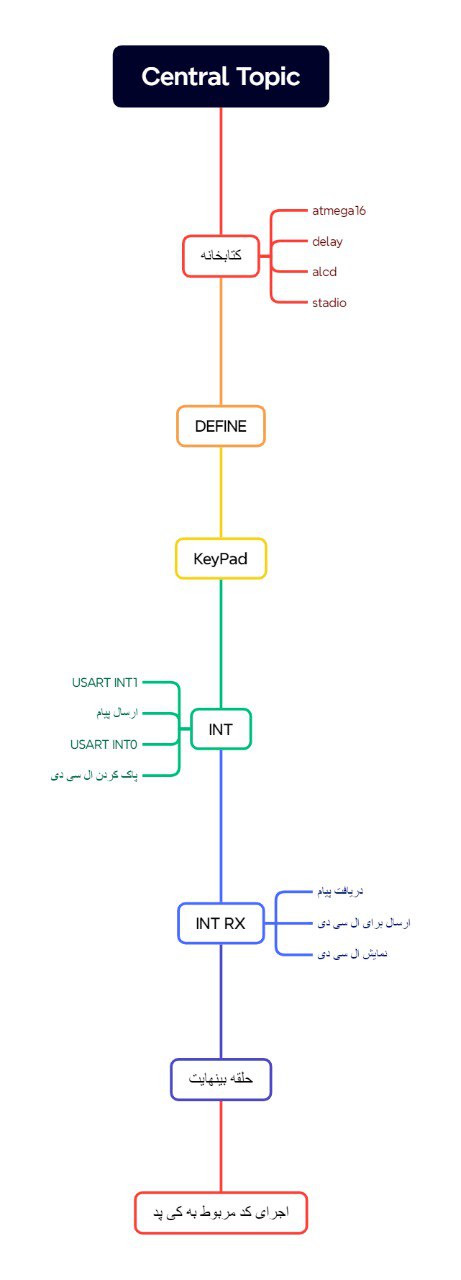 Central Topic
کتابخانه
atmega16
delay
alcd
stadio
DEFINE
KeyPad
INT
USART INT1
ارسال پیام
USART INT0
پاک کردن ال سی دی
INT RX
دریافت پیام
ارسال برای ال سی دی
نمایش ال سی دی
حلقه بینهایت
اجرای کد مربوط به کی پد